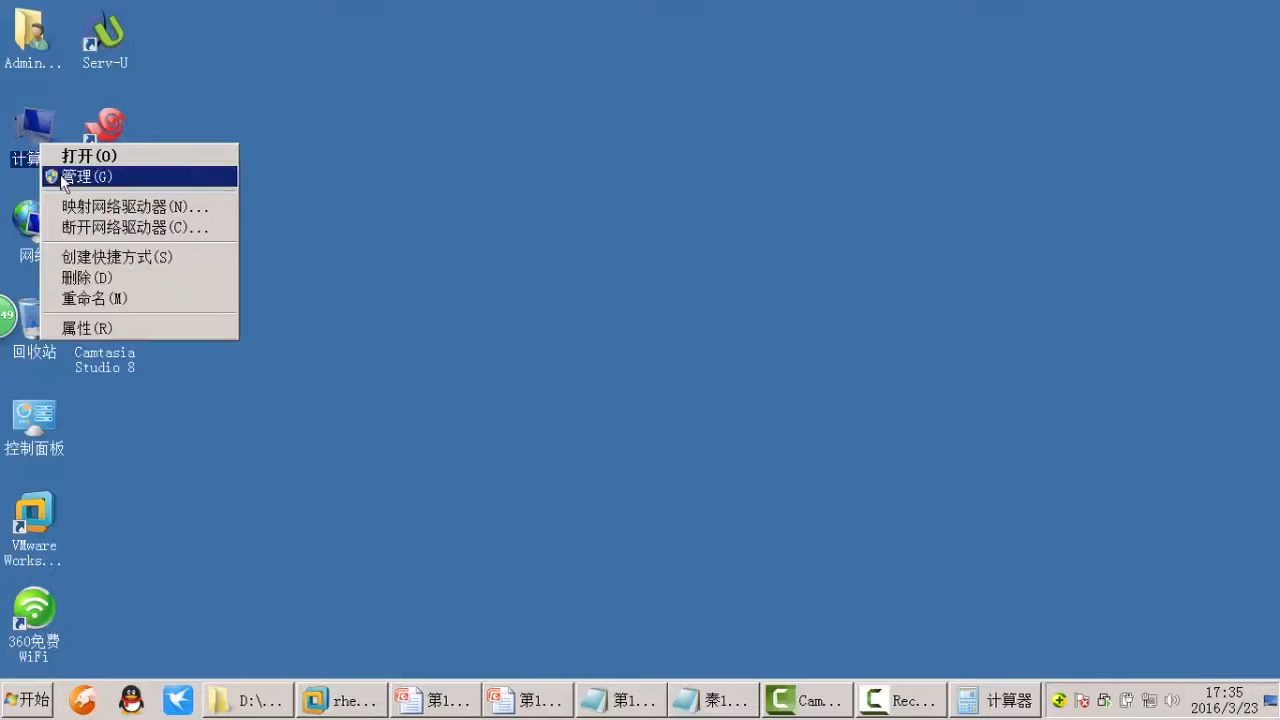 Admin...
Serv-U
计算
打开(O)
管理(G)
映射网络驱动器(N)...
断开网络驱动器(C)...
创建快捷方式(S)
删除(D)
重命名(M)
属性(R)
网络
49
回收站
Camtasia
Studio 8
控制面板
VMware
Works...
360免费
WiFi
开始
D:\...
rhe...
第1...
第1...
第1...
秦1...
Cam...
Rec...
计算器
17:35
2016/3/23